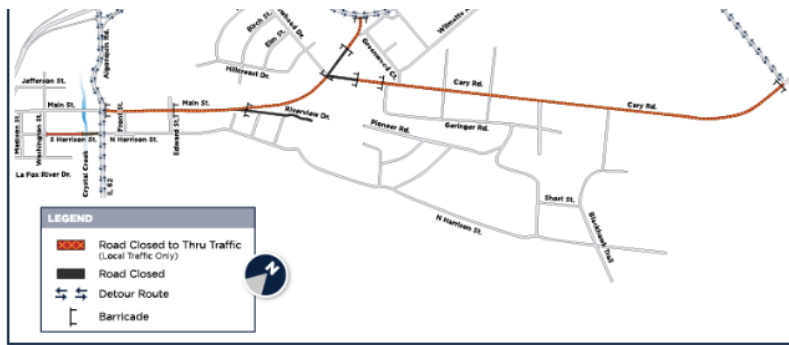 Algonquin Rd.
Birch St.
Elm St.
Hillcrest Dr.
Greenwood Ct.
Jefferson St.
Main St.
Main St.
Front St.
Edward St.
Riverview Dr.
Cary Rd.
Cary Rd.
Geringer Rd.
Pioneer Rd.
Madison St.
Washington St.
S Harrison St.
N Harrison St.
La Fox River Dr.
Crystal Creek
IL 62
N Harrison St.
Short St.
Blackhawk Trail
LEGEND
Road Closed to Thru Traffic
(Local Traffic Only)
Road Closed
Detour Route
Barricade
N